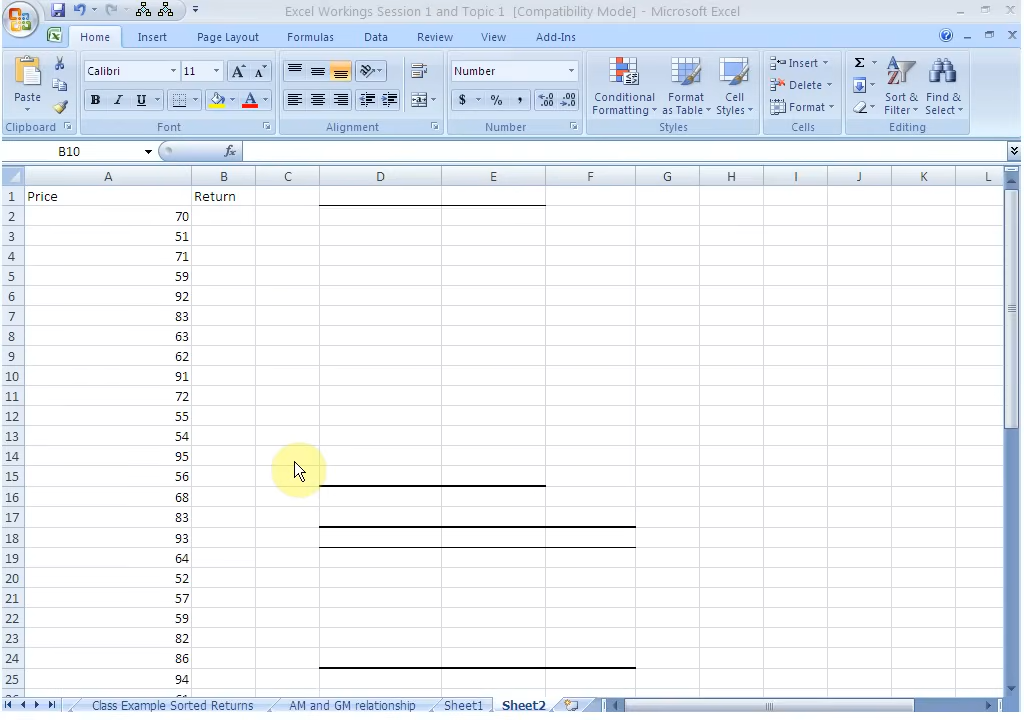 Excel Workings Session 1 and Topic 1 [Compatibility Mode] - Microsoft Excel
Home Insert Page Layout Formulas Data Review View Add-Ins
Paste
Calibri 11 A A
B I U A
Number
$ % , .00 .00
Conditional Formatting
Format as Table
Cell Styles
Insert
Delete
Format
Σ
Sort & Filter
Find & Select
Clipboard Font Alignment Number Styles Cells Editing
B10 fx
A B C D E F G H I J K L
1 Price Return
2 70
3 51
4 71
5 59
6 92
7 83
8 63
9 62
10 91
11 72
12 55
13 54
14 95
15 56
16 68
17 83
18 93
19 64
20 52
21 57
22 59
23 82
24 86
25 94
Class Example Sorted Returns AM and GM relationship Sheet1 Sheet2